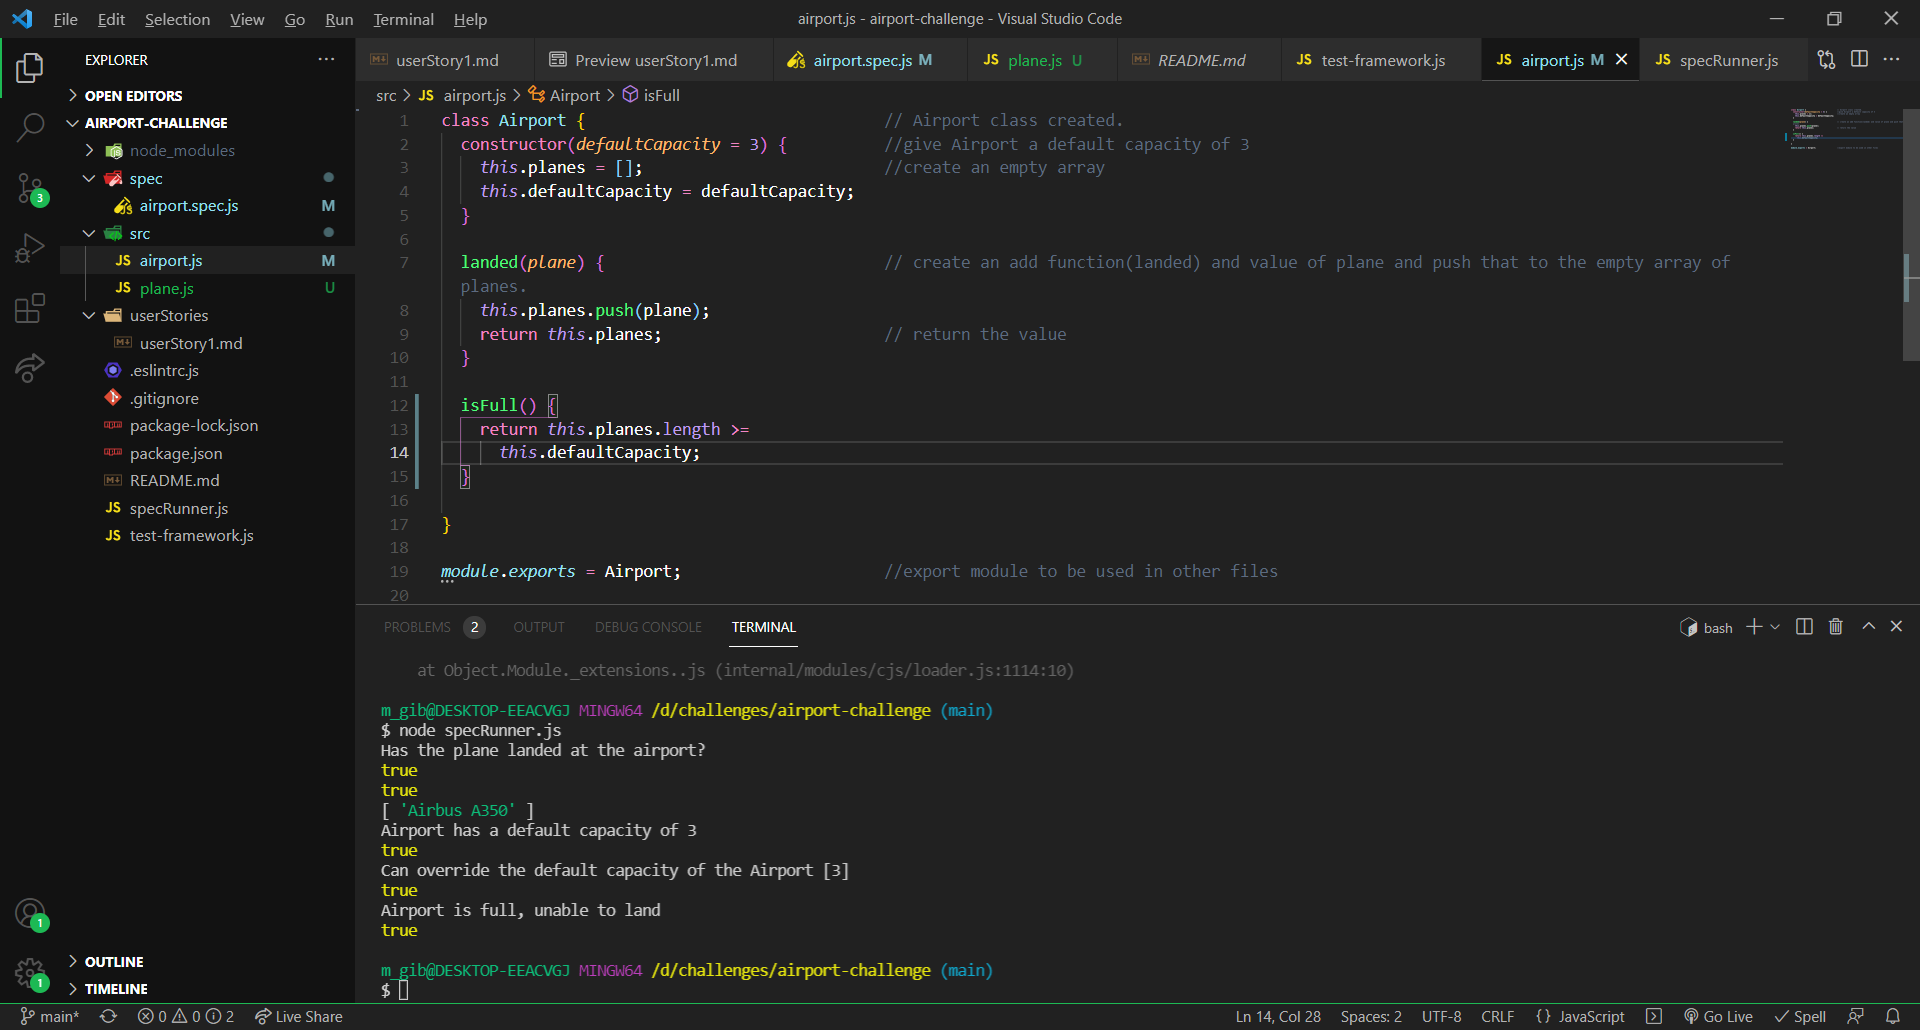 File Edit Selection View Go Run Terminal Help
airport.js - airport-challenge - Visual Studio Code
EXPLORER
OPEN EDITORS
AIRPORT-CHALLENGE
node_modules
spec
airport.spec.js M
src
airport.js M
plane.js U
userStories
userStory1.md
.eslintrc.js
.gitignore
package-lock.json
package.json
README.md
specRunner.js
test-framework.js
OUTLINE
TIMELINE
3
1
1
userStory1.md Preview userStory1.md airport.spec.js M JS plane.js U README.md JS test-framework.js JS airport.js M JS specRunner.js
src > JS airport.js > Airport > isFull
1 class Airport { // Airport class created.
2 constructor(defaultCapacity = 3) { //give Airport a default capacity of 3
3 this.planes = []; //create an empty array
4 this.defaultCapacity = defaultCapacity;
5 }
6
7 landed(plane) { // create an add function(landed) and value of plane and push that to the empty array of
planes.
8 this.planes.push(plane);
9 return this.planes; // return the value
10 }
11
12 isFull() {
13 return this.planes.length >=
14 this.defaultCapacity;
15 }
16
17 }
18
19 module.exports = Airport; //export module to be used in other files
20
PROBLEMS 2 OUTPUT DEBUG CONSOLE TERMINAL bash
at Object.Module._extensions..js (internal/modules/cjs/loader.js:1114:10)
m_gib@DESKTOP-EEACVGJ MINGW64 /d/challenges/airport-challenge (main)
$ node specRunner.js
Has the plane landed at the airport?
true
true
[ 'Airbus A350' ]
Airport has a default capacity of 3
true
Can override the default capacity of the Airport [3]
true
Airport is full, unable to land
true
m_gib@DESKTOP-EEACVGJ MINGW64 /d/challenges/airport-challenge (main)
$
main* 0 0 2 Live Share Ln 14, Col 28 Spaces: 2 UTF-8 CRLF {} JavaScript Go Live Spell